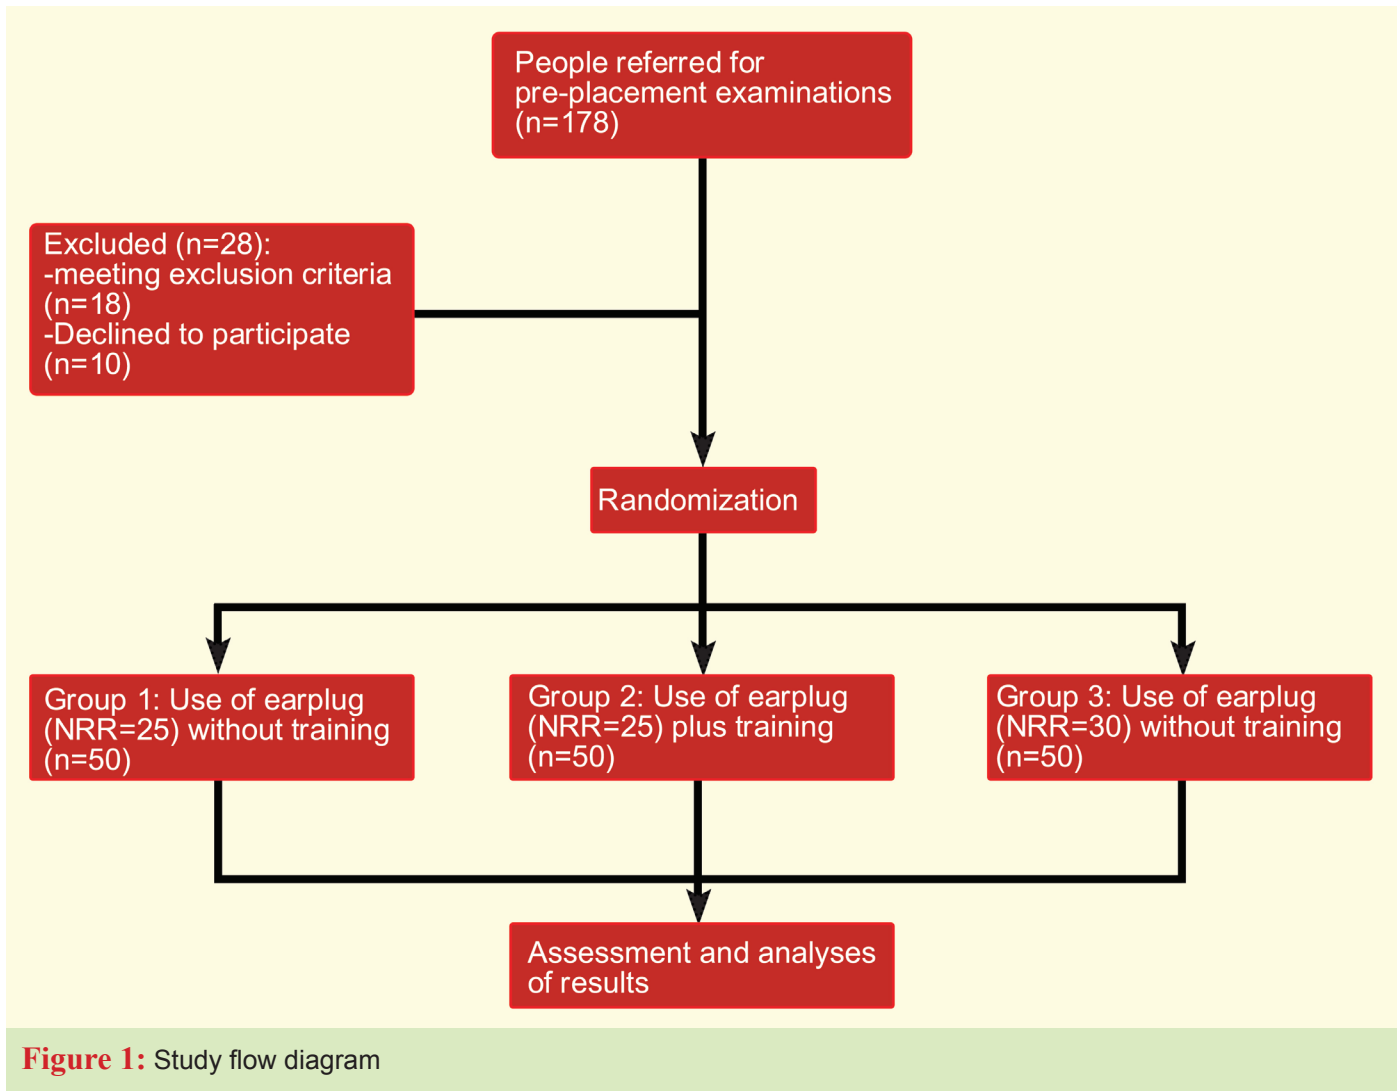 People referred for
pre-placement examinations
(n=178)
Excluded (n=28):
-meeting exclusion criteria
(n=18)
-Declined to participate
(n=10)
Randomization
Group 1: Use of earplug
(NRR=25) without training
(n=50)
Group 2: Use of earplug
(NRR=25) plus training
(n=50)
Group 3: Use of earplug
(NRR=30) without training
(n=50)
Assessment and analyses
of results
Figure 1: Study flow diagram